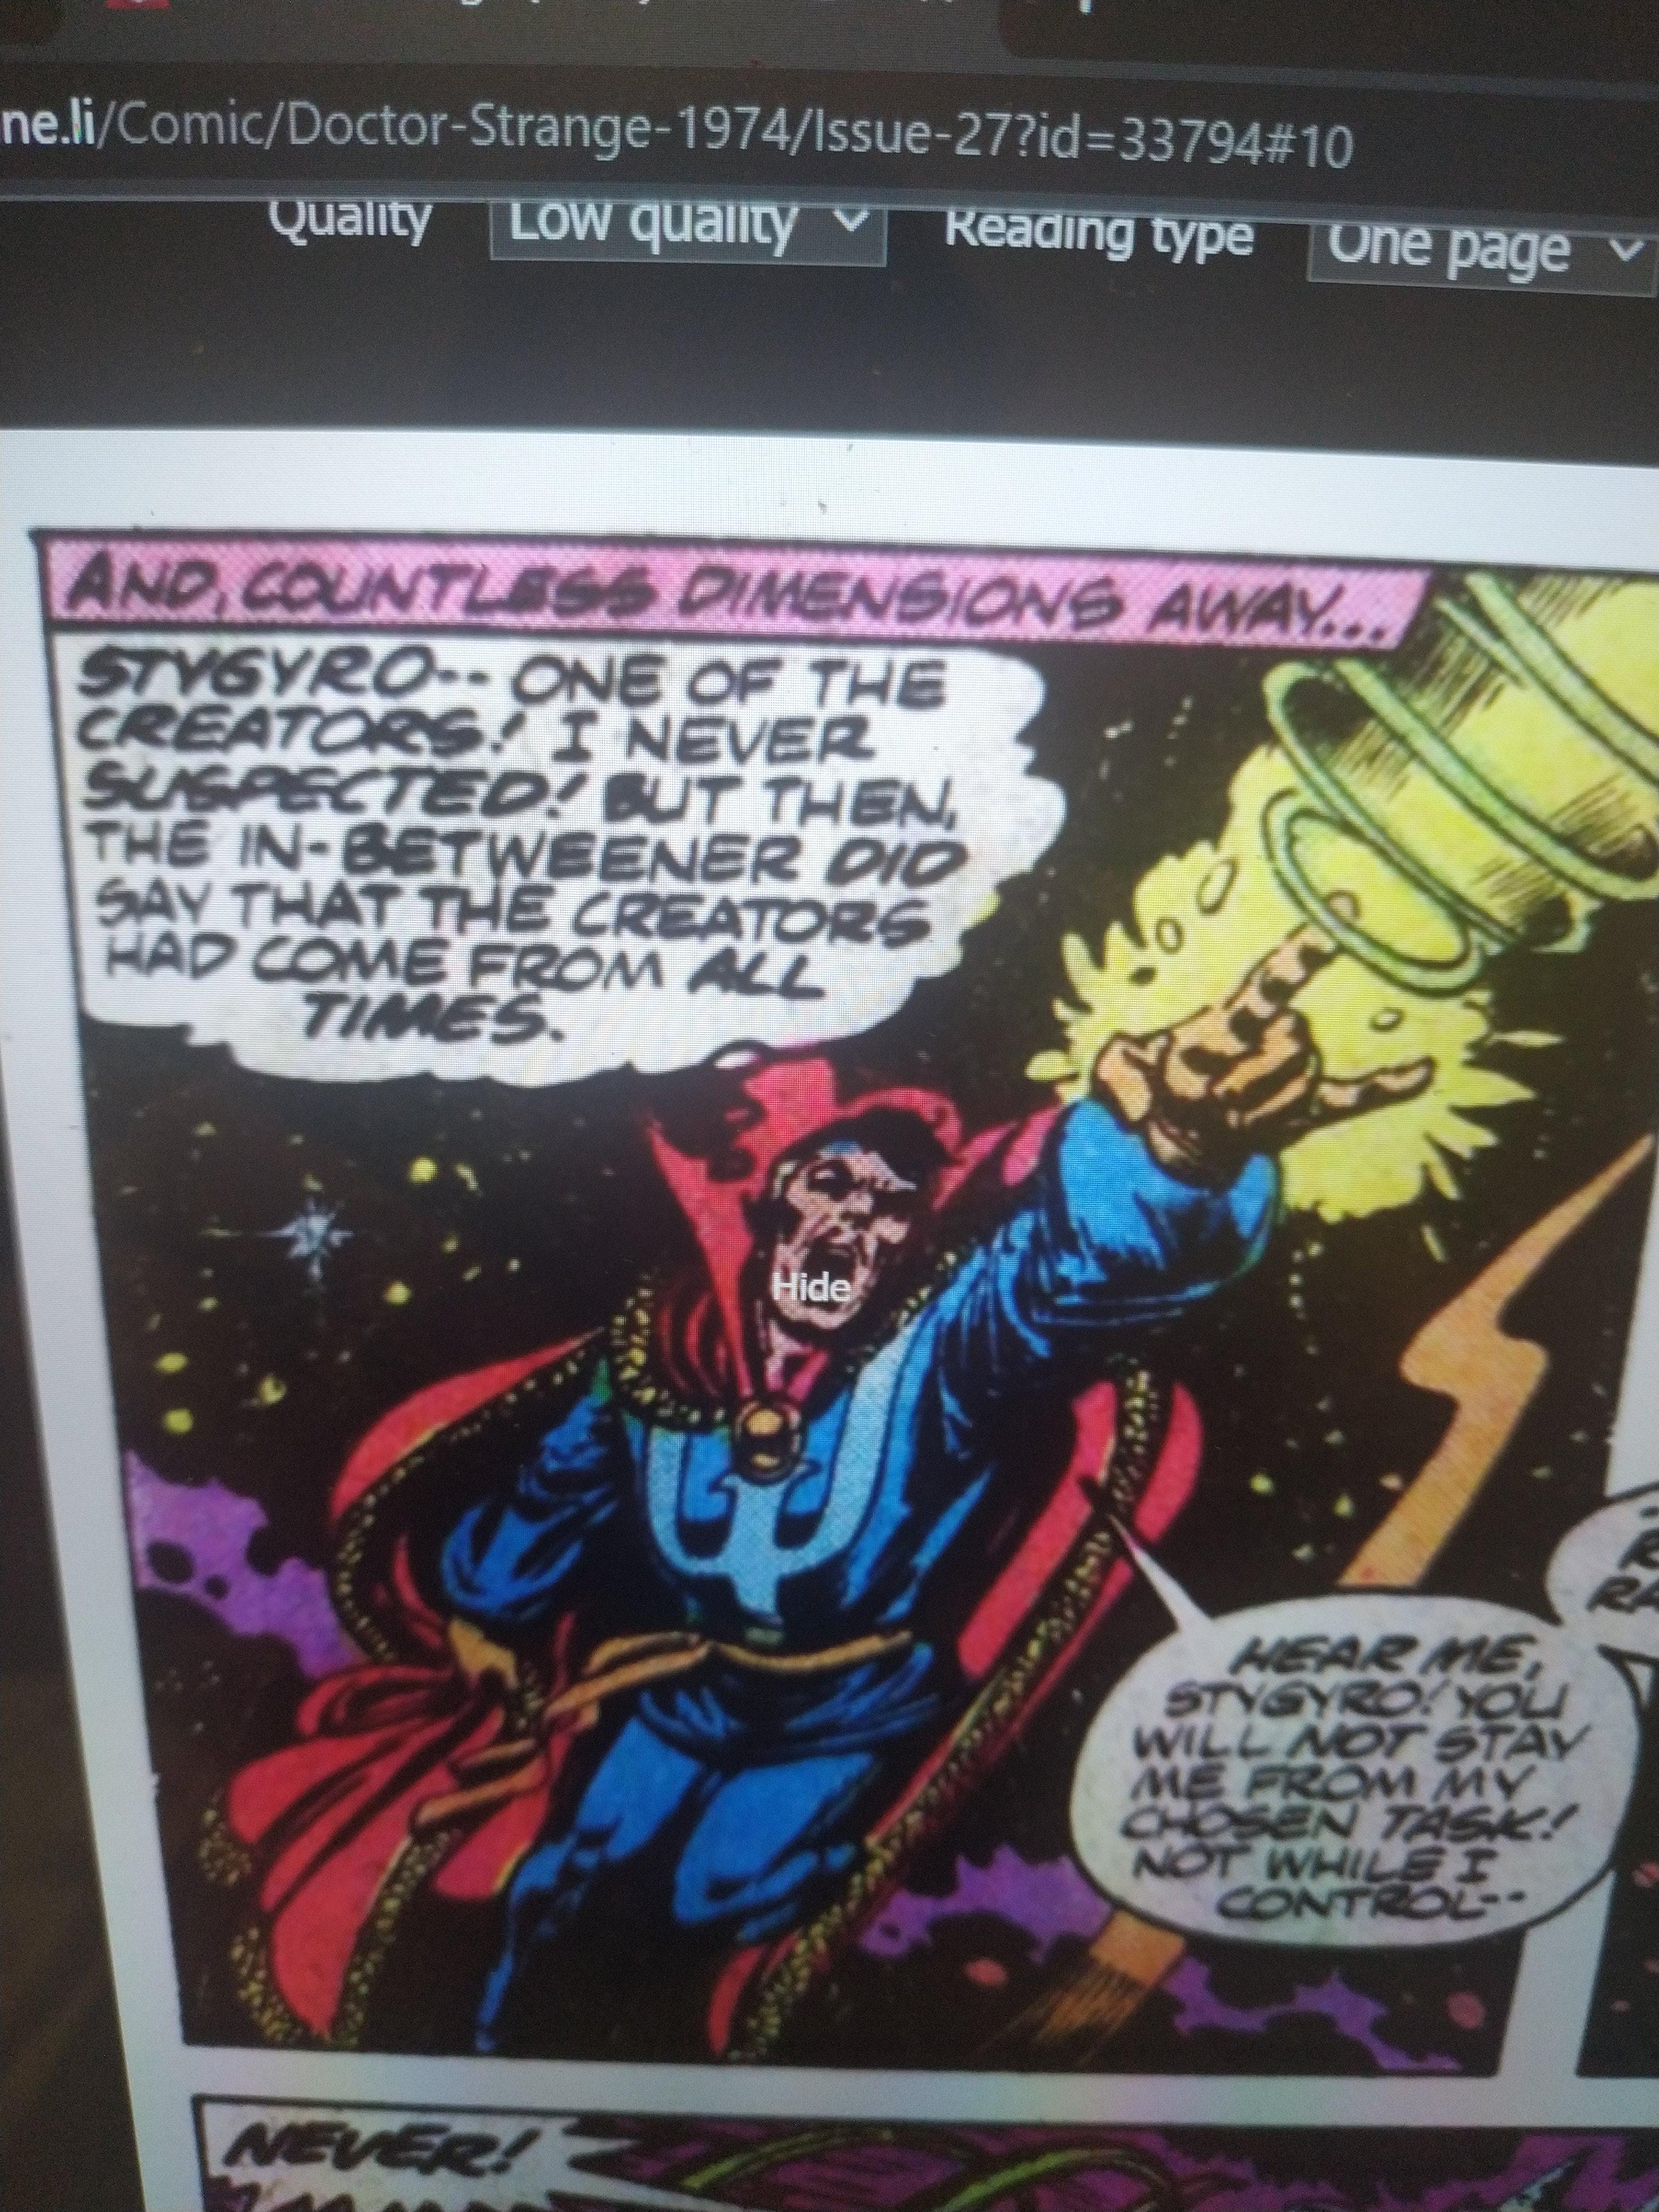 ne.li/Comic/Doctor-Strange-1974/Issue-27?id=33794#10
Quality
Low quality
Reading type
One page
AND, COUNTLESS DIMENSIONS AWAY...
STYGYRO-- ONE OF THE
CREATORS! I NEVER
SUSPECTED! BUT THEN,
THE IN-BETWEENER DID
SAY THAT THE CREATORS
HAD COME FROM ALL
TIMES.
Hide
HEAR ME,
STYGYRO! YOU
WILL NOT STAY
ME FROM MY
CHOSEN TASK!
NOT WHILE I
CONTROL--
NEVER!